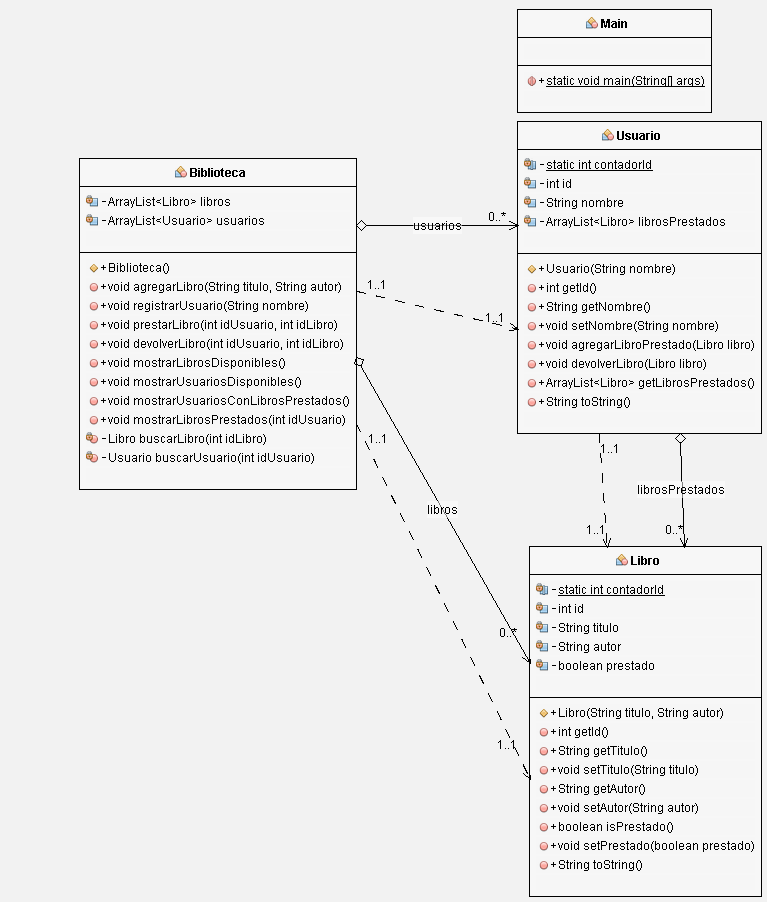 Main
+static void main(String[] args)
Usuario
-static int contadorId
-int id
-String nombre
-ArrayList<Libro> librosPrestados
+Usuario(String nombre)
+int getId()
+String getNombre()
+void setNombre(String nombre)
+void agregarLibroPrestado(Libro libro)
+void devolverLibro(Libro libro)
+ArrayList<Libro> getLibrosPrestados()
+String toString()
Biblioteca
-ArrayList<Libro> libros
-ArrayList<Usuario> usuarios
+Biblioteca()
+void agregarLibro(String titulo, String autor)
+void registrarUsuario(String nombre)
+void prestarLibro(int idUsuario, int idLibro)
+void devolverLibro(int idUsuario, int idLibro)
+void mostrarLibrosDisponibles()
+void mostrarUsuariosDisponibles()
+void mostrarUsuariosConLibrosPrestados()
+void mostrarLibrosPrestados(int idUsuario)
-Libro buscarLibro(int idLibro)
-Usuario buscarUsuario(int idUsuario)
usuarios
0..*
1..1
1..1
1..1
libros
0..*
1..1
1..1
librosPrestados
1..1
0..*
Libro
-static int contadorId
-int id
-String titulo
-String autor
-boolean prestado
+Libro(String titulo, String autor)
+int getId()
+String getTitulo()
+void setTitulo(String titulo)
+String getAutor()
+void setAutor(String autor)
+boolean isPrestado()
+void setPrestado(boolean prestado)
+String toString()